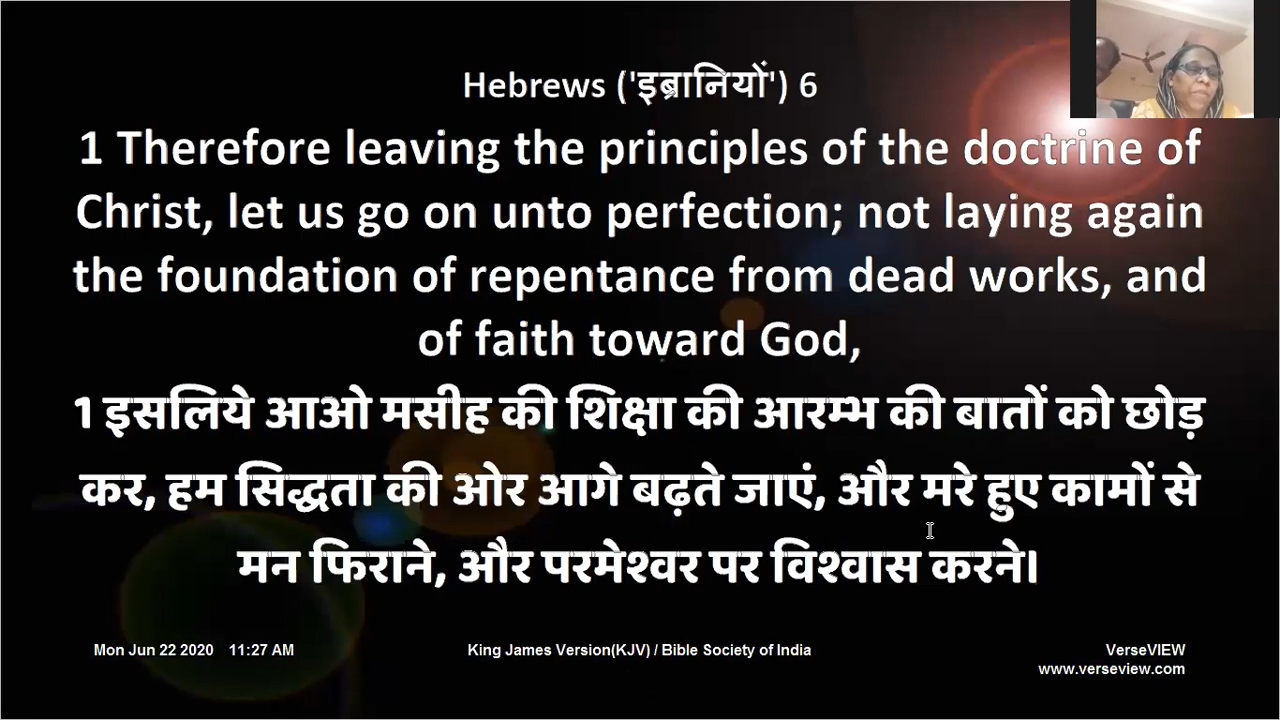 Hebrews ('इब्रानियों') 6
1 Therefore leaving the principles of the doctrine of
Christ, let us go on unto perfection; not laying again
the foundation of repentance from dead works, and
of faith toward God,
1 इसलिये आओ मसीह की शिक्षा की आरम्भ की बातों को छोड़
कर, हम सिद्धता की ओर आगे बढ़ते जाएं, और मरे हुए कामों से
मन फिराने, और परमेश्वर पर विश्वास करने।
Mon Jun 22 2020 11:27 AM
King James Version(KJV) / Bible Society of India
VerseVIEW
www.verseview.com